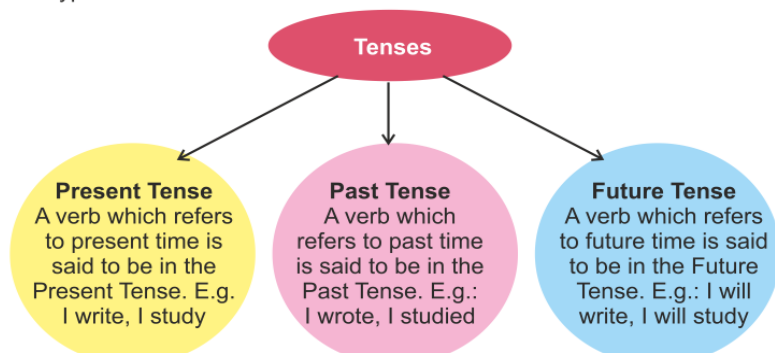 Tenses
Present Tense
A verb which refers
to present time is
said to be in the
Present Tense. E.g.
I write, I study
Past Tense
A verb which
refers to past time
is said to be in the
Past Tense. E.g.:
I wrote, I studied
Future Tense
A verb which refers
to future time is said
to be in the Future
Tense. E.g.: I will
write, I will study